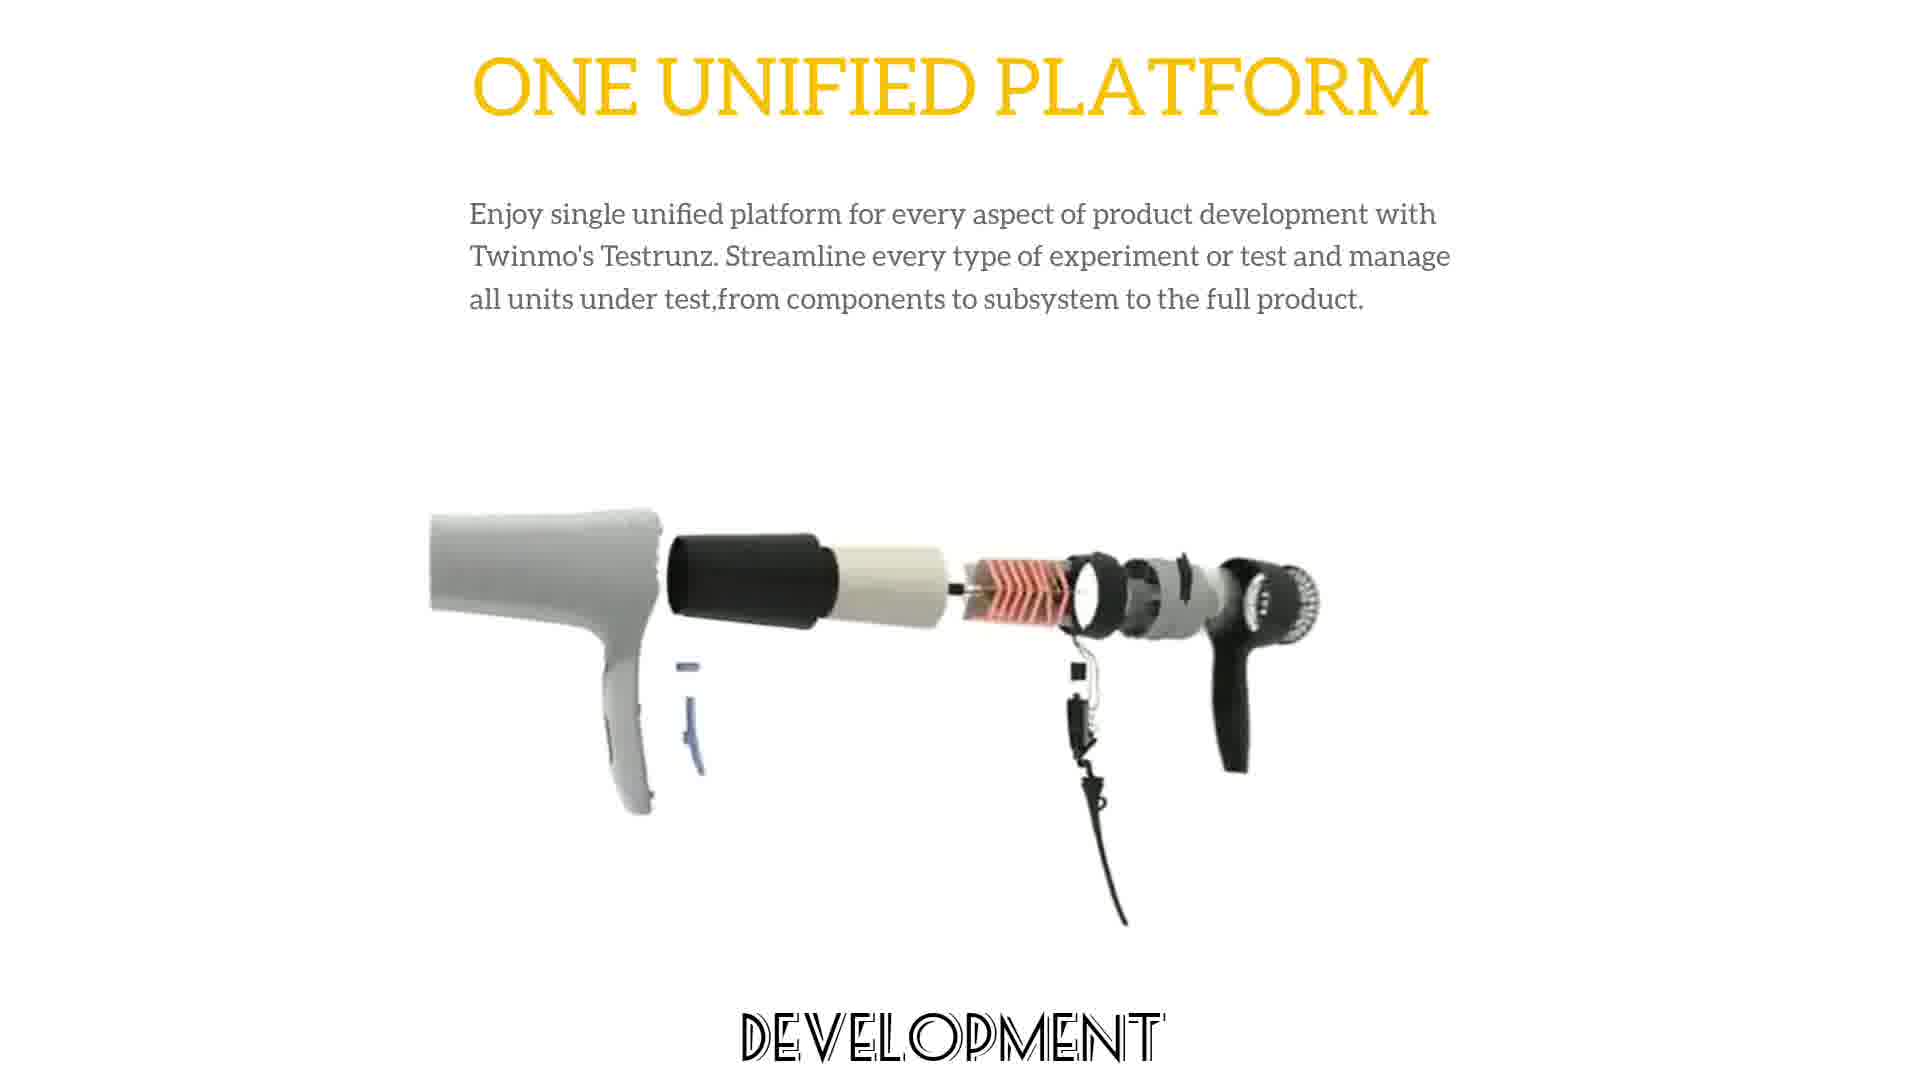 ONE UNIFIED PLATFORM
Enjoy single unified platform for every aspect of product development with
Twinmo's Testrunz. Streamline every type of experiment or test and manage
all units under test,from components to subsystem to the full product.
DEVELOPMENT